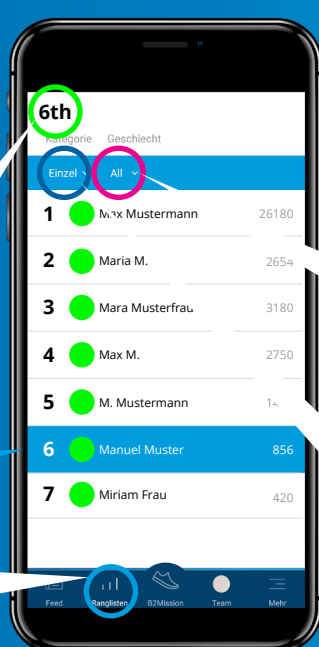 6th
Kategorie Geschlecht
Einzel All
1 Max Mustermann 26180
2 Maria M. 2654
3 Mara Musterfrau 3180
4 Max M. 2750
5 M. Mustermann
6 Manuel Muster 856
7 Miriam Frau 420
Feed Ranglisten B2Mission Team Mehr